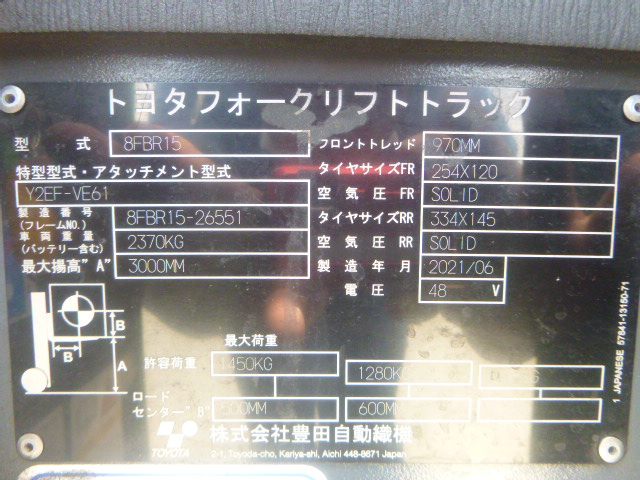 トヨタフォークリフトトラック
型 式 8FBR15
特型型式・アタッチメント型式
Y2EF-VE61
製造番号 (フレームNO.) 8FBR15-26551
車両重量 (バッテリー含む) 2370KG
最大揚高"A" 3000MM
フロントトレッド 970MM
タイヤサイズFR 254X120
空気圧 FR SOLID
タイヤサイズRR 334X145
空気圧 RR SOLID
製造年月 2021/06
電圧 48 V
B
B
A
最大荷重
許容荷重 1450KG 1280KG
ロードセンター"B" 600MM
TOYOTA 株式会社豊田自動織機
2-1, Toyoda-cho, Kariya-shi, Aichi 448-8671 Japan
1 JAPANESE 57841-13150-71